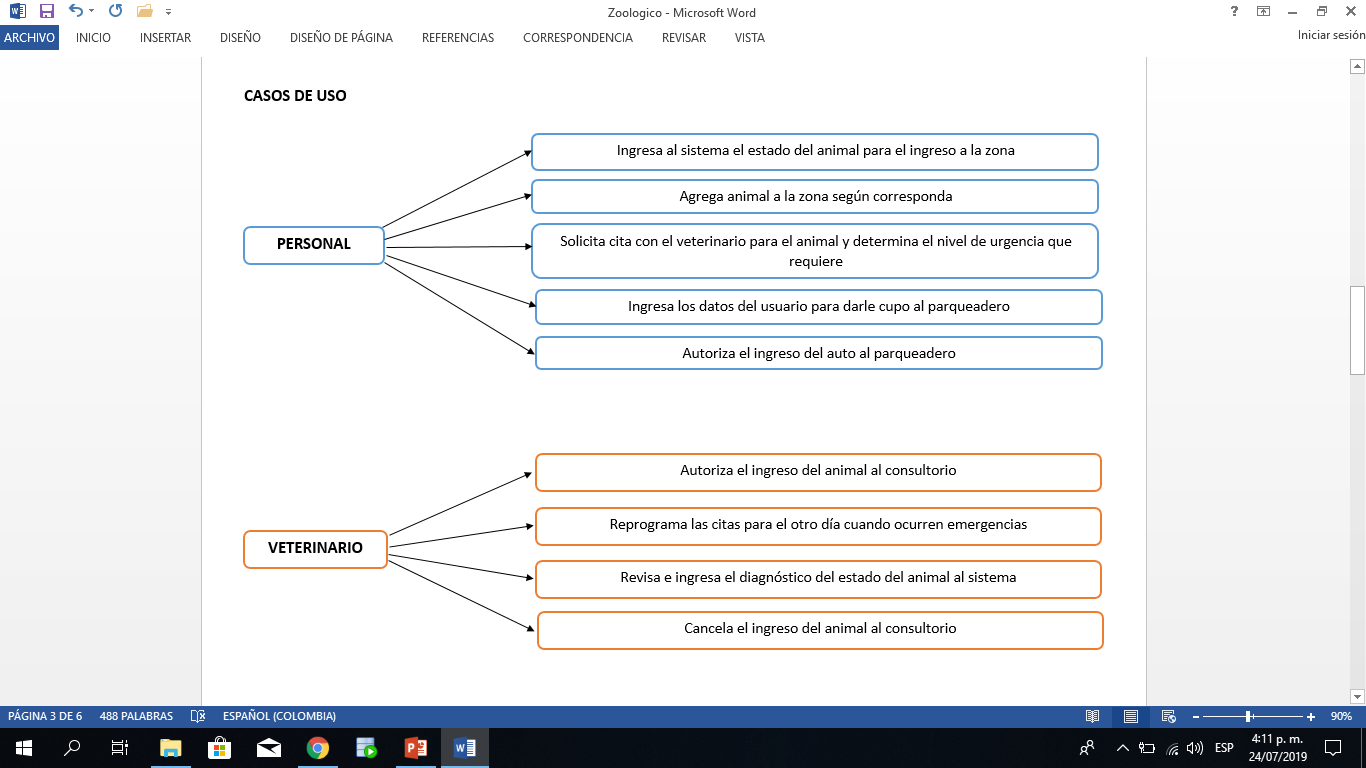 Zoologico - Microsoft Word
?
ARCHIVO INICIO INSERTAR DISEÑO DISEÑO DE PÁGINA REFERENCIAS CORRESPONDENCIA REVISAR VISTA Iniciar sesión
CASOS DE USO
PERSONAL
Ingresa al sistema el estado del animal para el ingreso a la zona
Agrega animal a la zona según corresponda
Solicita cita con el veterinario para el animal y determina el nivel de urgencia que
requiere
Ingresa los datos del usuario para darle cupo al parqueadero
Autoriza el ingreso del auto al parqueadero
VETERINARIO
Autoriza el ingreso del animal al consultorio
Reprograma las citas para el otro día cuando ocurren emergencias
Revisa e ingresa el diagnóstico del estado del animal al sistema
Cancela el ingreso del animal al consultorio
PÁGINA 3 DE 6 488 PALABRAS ESPAÑOL (COLOMBIA) 90%
ESP
4:11 p. m.
24/07/2019